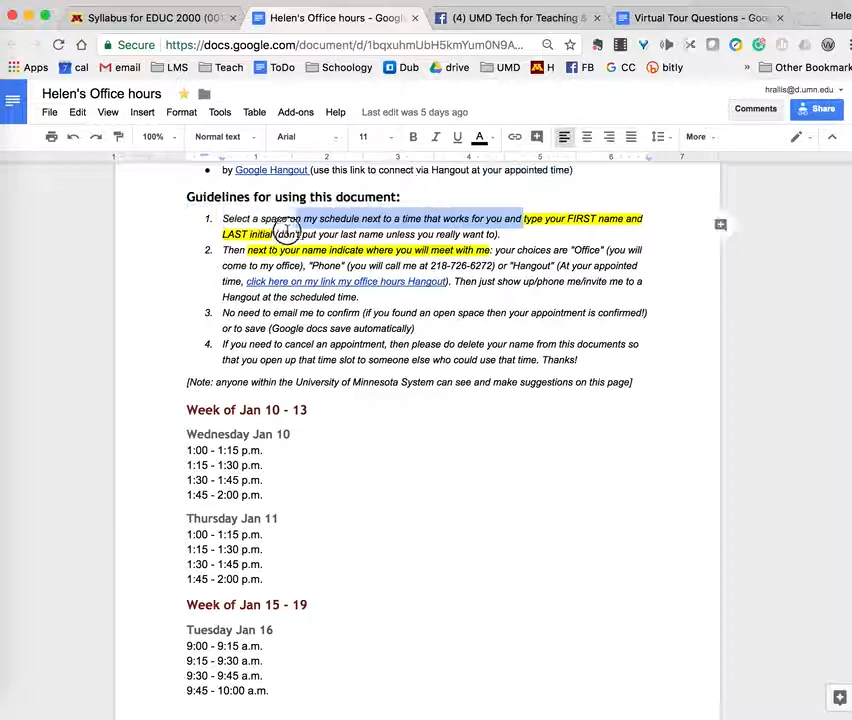 Syllabus for EDUC 2000 (001
Helen's Office hours - Google
(4) UMD Tech for Teaching &
Virtual Tour Questions - Goo
Hele
Secure https://docs.google.com/document/d/1bqxuhmUbH5kmYum0N9A...
Apps cal email LMS Teach ToDo Schoology Dub drive UMD H FB CC bitly » Other Bookmark
Helen's Office hours
hrallis@d.umn.edu
File Edit View Insert Format Tools Table Add-ons Help Last edit was 5 days ago
Comments Share
100% Normal text Arial 11 B I U A More
1 1 2 3 4 5 6 7
by Google Hangout (use this link to connect via Hangout at your appointed time)
Guidelines for using this document:
1. Select a space on my schedule next to a time that works for you and type your FIRST name and
LAST initial (don't put your last name unless you really want to).
2. Then next to your name indicate where you will meet with me: your choices are "Office" (you will
come to my office), "Phone" (you will call me at 218-726-6272) or "Hangout" (At your appointed
time, click here on my link my office hours Hangout). Then just show up/phone me/invite me to a
Hangout at the scheduled time.
3. No need to email me to confirm (if you found an open space then your appointment is confirmed!)
or to save (Google docs save automatically)
4. If you need to cancel an appointment, then please do delete your name from this documents so
that you open up that time slot to someone else who could use that time. Thanks!
[Note: anyone within the University of Minnesota System can see and make suggestions on this page]
Week of Jan 10 - 13
Wednesday Jan 10
1:00 - 1:15 p.m.
1:15 - 1:30 p.m.
1:30 - 1:45 p.m.
1:45 - 2:00 p.m.
Thursday Jan 11
1:00 - 1:15 p.m.
1:15 - 1:30 p.m.
1:30 - 1:45 p.m.
1:45 - 2:00 p.m.
Week of Jan 15 - 19
Tuesday Jan 16
9:00 - 9:15 a.m.
9:15 - 9:30 a.m.
9:30 - 9:45 a.m.
9:45 - 10:00 a.m.